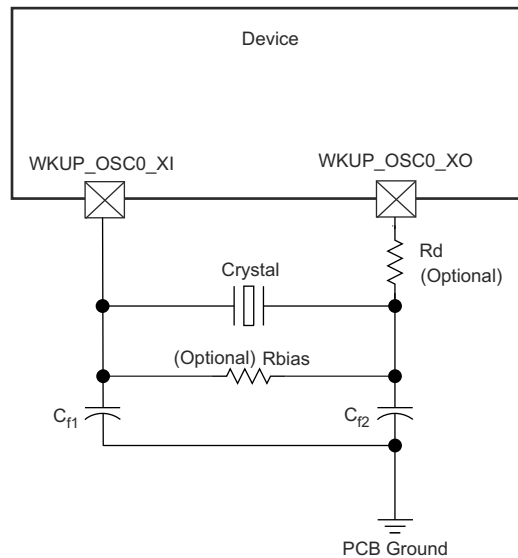 Device
WKUP_OSC0_XI
WKUP_OSC0_XO
Rd
(Optional)
Crystal
(Optional) Rbias
Cf1
Cf2
PCB Ground